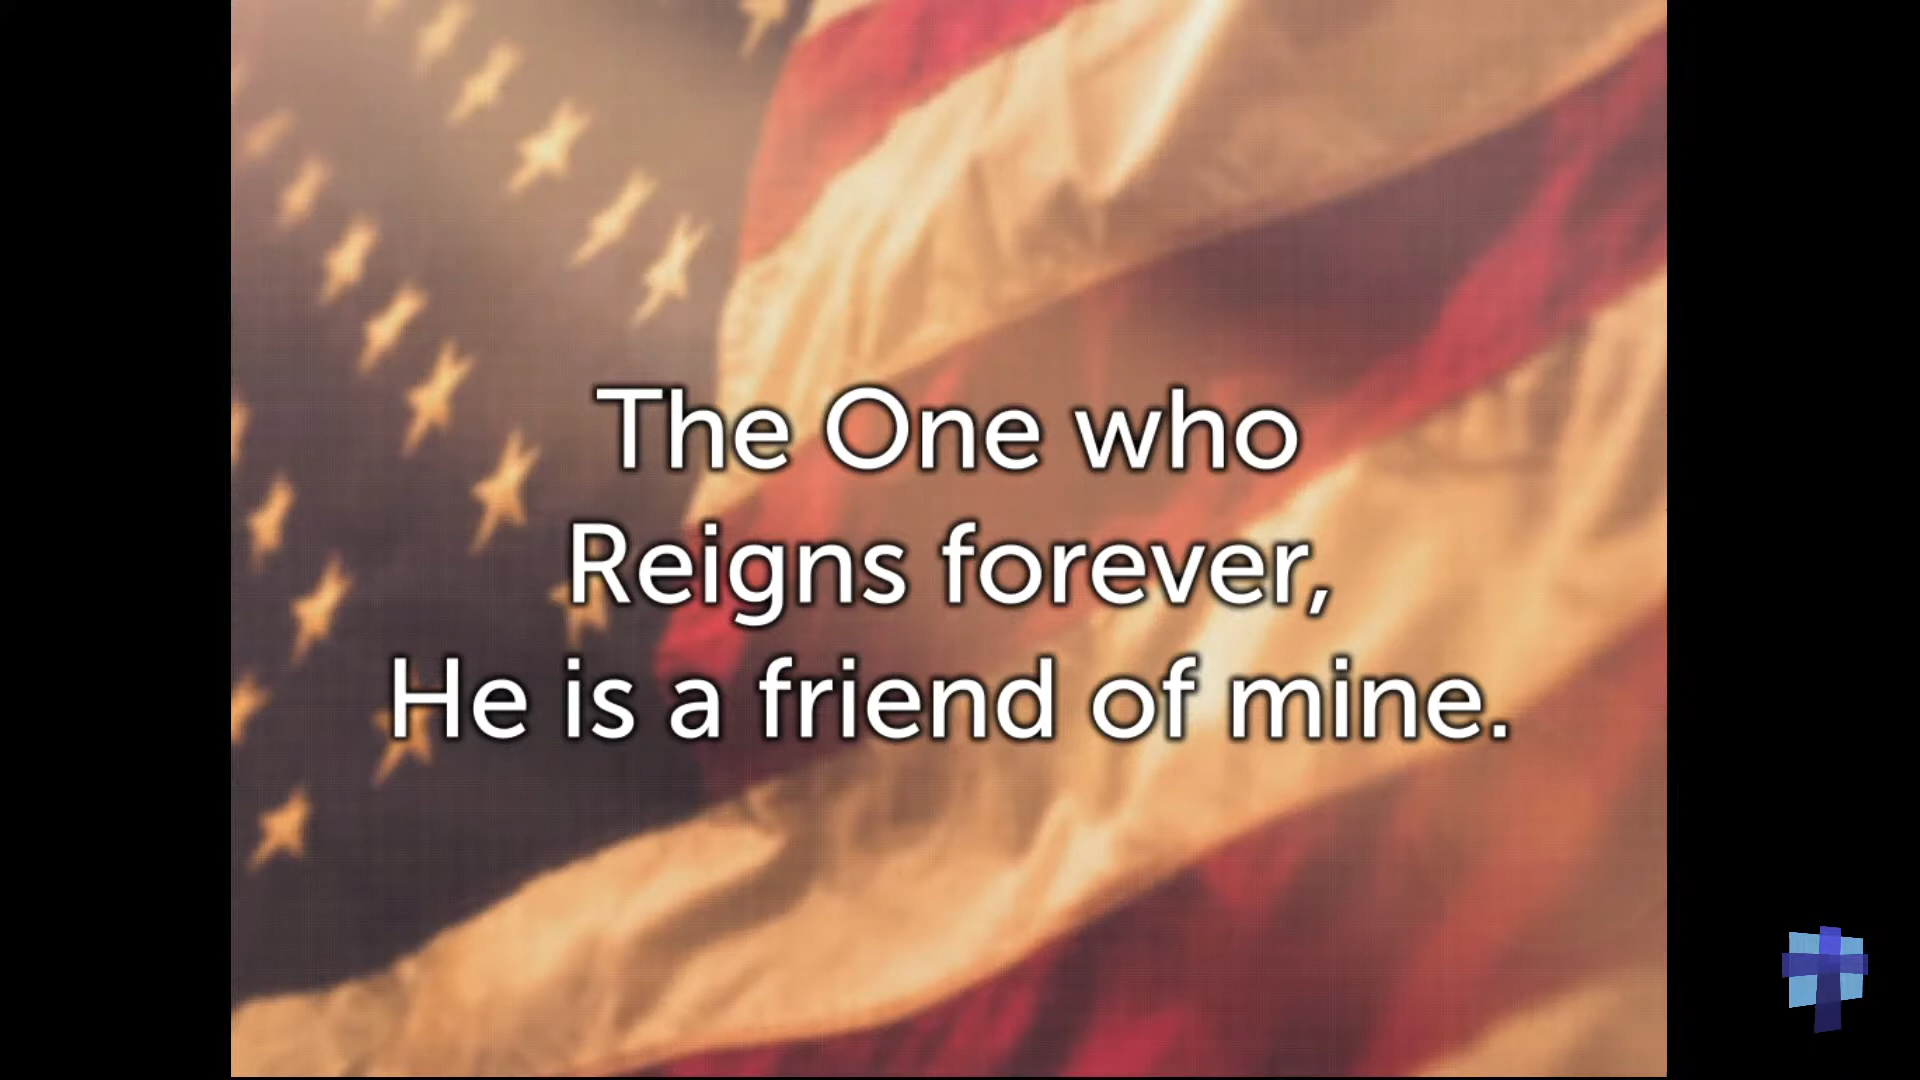 The One who
Reigns forever,
He is a friend of mine.